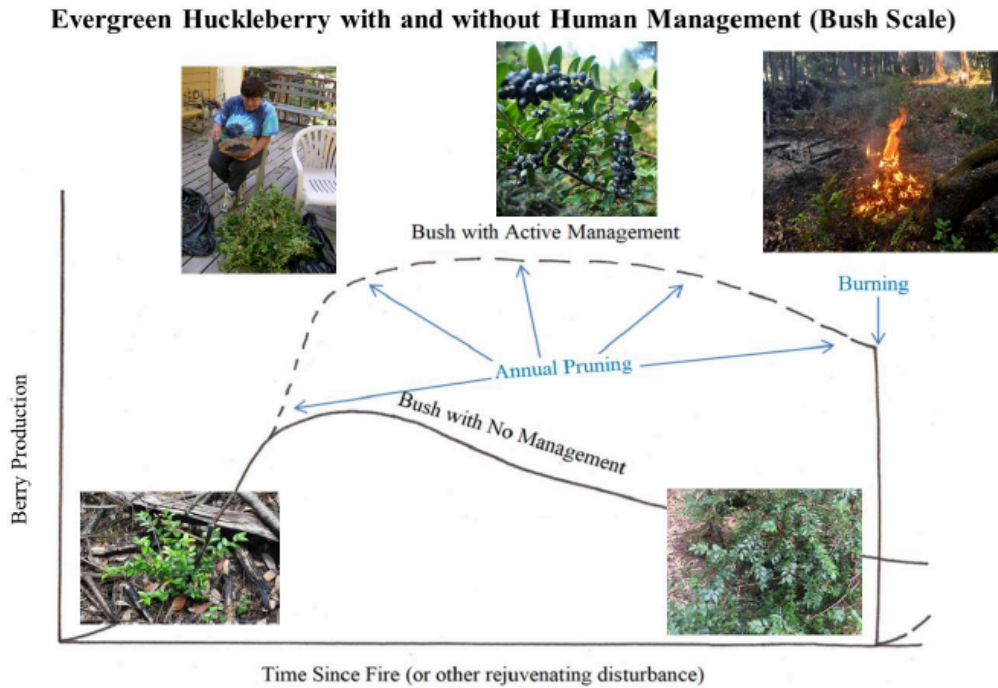 Evergreen Huckleberry with and without Human Management (Bush Scale)
Bush with Active Management
Burning
Annual Pruning
Bush with No Management
Berry Production
Time Since Fire (or other rejuvenating disturbance)